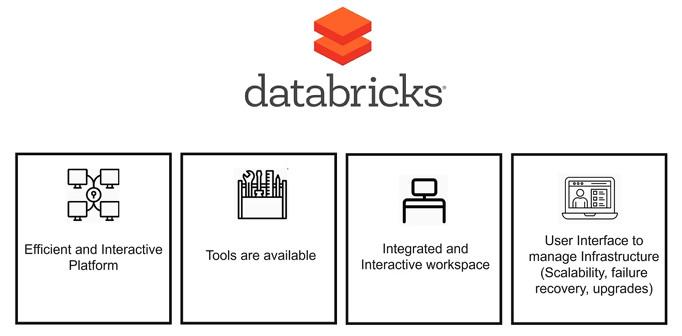 databricks
Efficient and Interactive
Platform
Tools are available
Integrated and
Interactive workspace
User Interface to
manage Infrastructure
(Scalability, failure
recovery, upgrades)